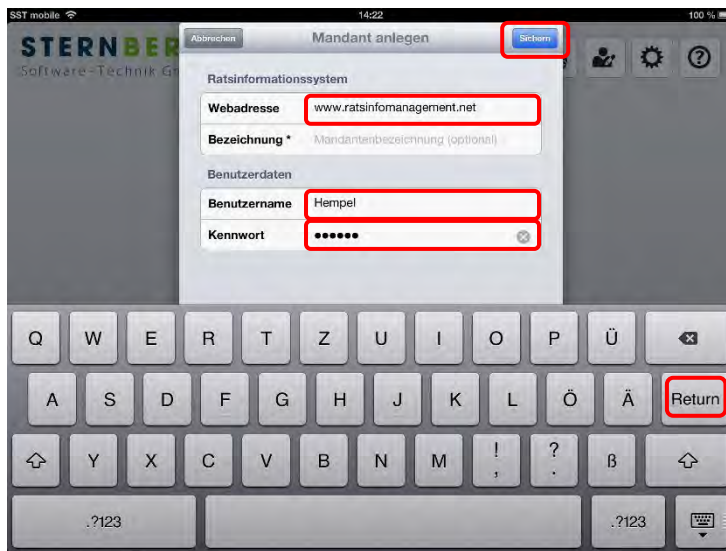 SST mobile 14:22 100 %
Abbrechen Mandant anlegen Sichern
STERNBER
Software-Technik G
Ratsinformationssystem
Webadresse www.ratsinfomanagement.net
Bezeichnung * Mandantenbezeichnung (optional)
Benutzerdaten
Benutzername Hempel
Kennwort ••••••
Q W E R T Z U I O P Ü
A S D F G H J K L Ö Ä Return
Y X C V B N M ! , ? . ß
.?123 .?123